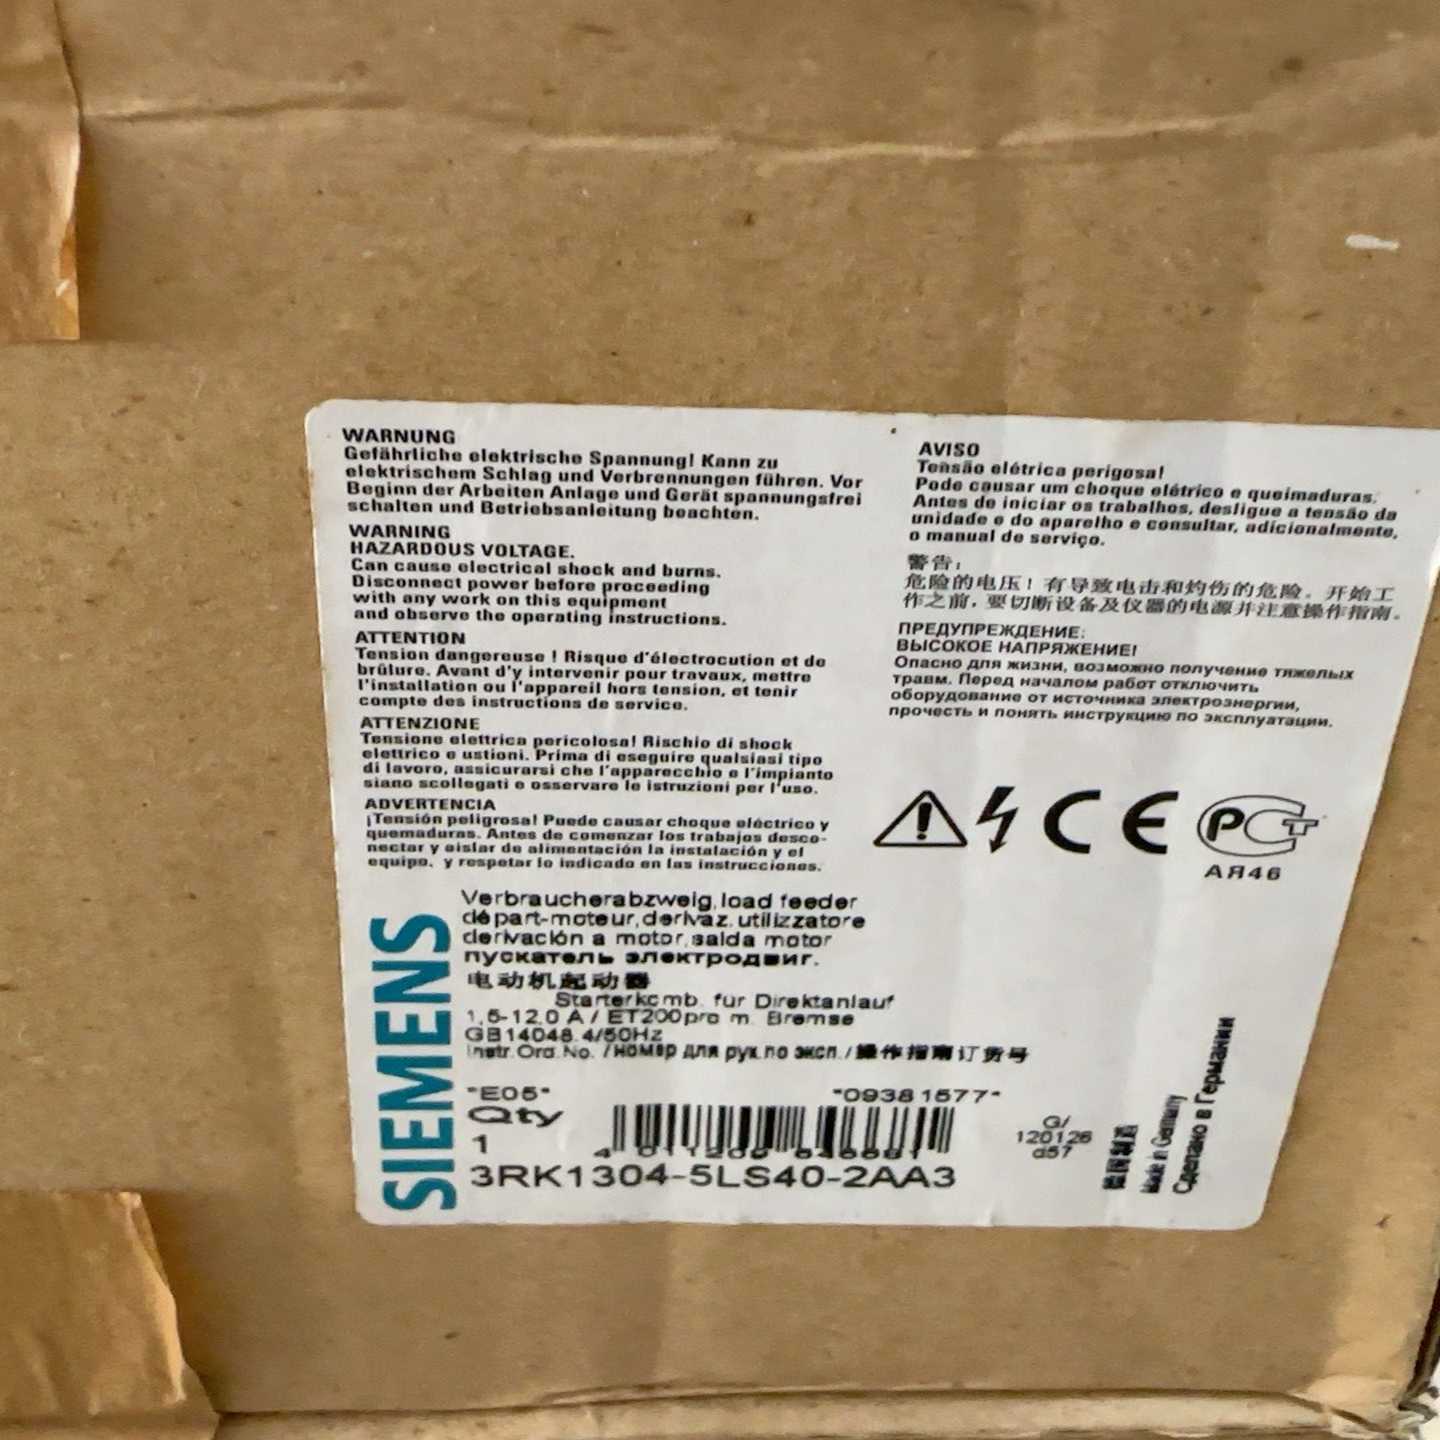 WARNUNG
Gefährliche elektrische Spannung! Kann zu
elektrischem Schlag und Verbrennungen führen. Vor
Beginn der Arbeiten Anlage und Gerät spannungsfrei
schalten und Betriebsanleitung beachten.
WARNING
HAZARDOUS VOLTAGE.
Can cause electrical shock and burns.
Disconnect power before proceeding
with any work on this equipment
and observe the operating instructions.
ATTENTION
Tension dangereuse ! Risque d'électrocution et de
brûlure. Avant d'y intervenir pour travaux, mettre
l'installation ou l'appareil hors tension, et tenir
compte des instructions de service.
ATTENZIONE
Tensione elettrica pericolosa! Rischio di shock
elettrico e ustioni. Prima di eseguire qualsiasi tipo
di lavoro, assicurarsi che l'apparecchio e l'impianto
siano scollegati e osservare le istruzioni per l'uso.
ADVERTENCIA
¡Tensión peligrosa! Puede causar choque eléctrico y
quemaduras. Antes de comenzar los trabajos desco-
nectar y aislar de alimentación la instalación y el
equipo, y respetar lo indicado en las instrucciones.
AVISO
Tensão elétrica perigosa!
Pode causar um choque elétrico e queimaduras.
Antes de iniciar os trabalhos, desligue a tensão da
unidade e do aparelho e consultar, adicionalmente,
o manual de serviço.
警告:
危险的电压! 有导致电击和灼伤的危险。开始工
作之前,要切断设备及仪器的电源并注意操作指南。
ПРЕДУПРЕЖДЕНИЕ:
ВЫСОКОЕ НАПРЯЖЕНИЕ!
Опасно для жизни, возможно получение тяжелых
травм. Перед началом работ отключить
оборудование от источника электроэнергии,
прочесть и понять инструкцию по эксплуатации.
CE
РСТ
АЯ46
SIEMENS
Verbraucherabzweig,load feeder
départ-moteur,derivaz.utilizzatore
derivación a motor,saída motor
пускатель электродвиг.
电动机起动器
Starterkomb. für Direktanlauf
1,5-12,0 A / ET200pro m. Bremse
GB14048.4/50Hz
Instr.Ord.No. /номер для рук.по эксп./操作指南订货号
"E05"
"09381577"
Qty
1
3RK1304-5LS40-2AA3
G/
120126
d57
德国制造
Made in Germany
Сделано в Германии